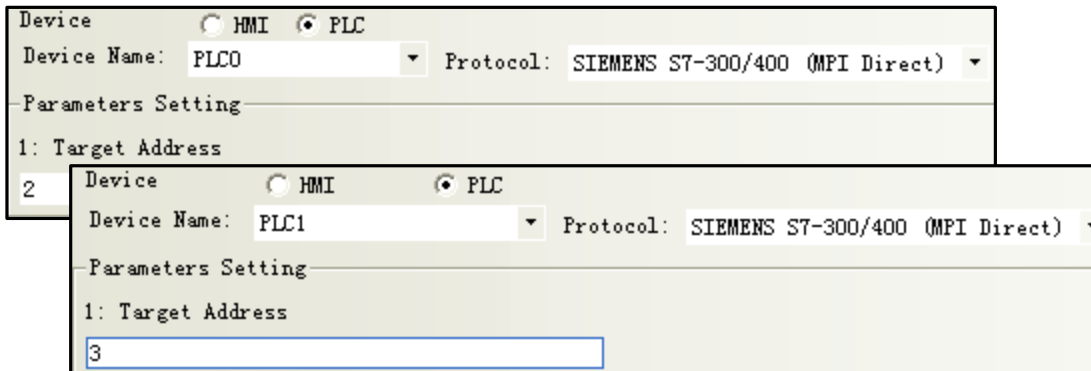 Device HMI PLC
Device Name: PLC0 Protocol: SIEMENS S7-300/400 (MPI Direct)
Parameters Setting
1: Target Address
2
Device HMI PLC
Device Name: PLC1 Protocol: SIEMENS S7-300/400 (MPI Direct)
Parameters Setting
1: Target Address
3